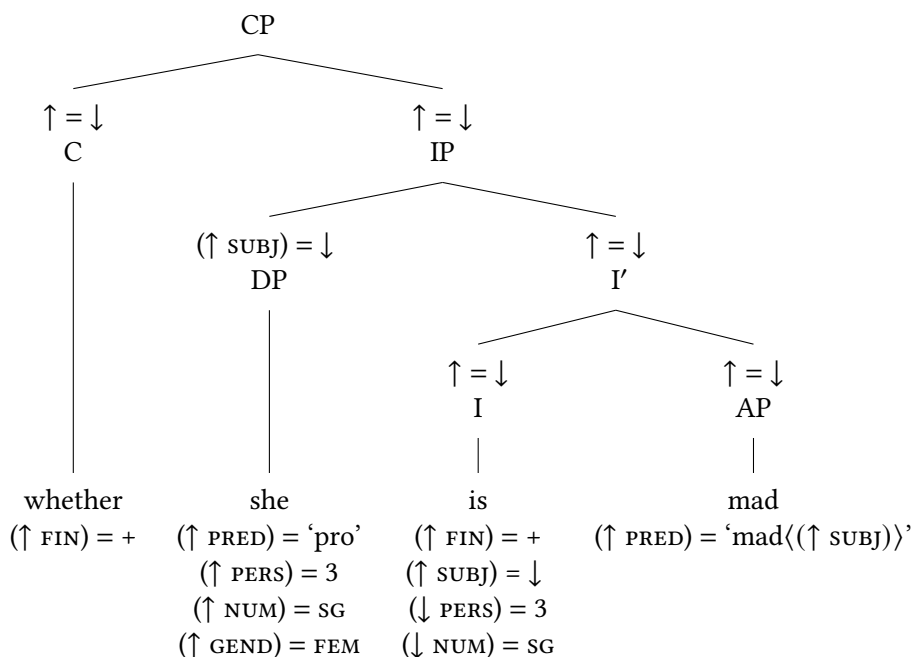 CP
↑ = ↓ ↑ = ↓
C IP
(↑ SUBJ) = ↓ ↑ = ↓
DP I′
↑ = ↓ ↑ = ↓
I AP
whether she is mad
(↑ FIN) = + (↑ PRED) = ‘pro’ (↑ FIN) = + (↑ PRED) = ‘mad⟨(↑ SUBJ)⟩’
(↑ PERS) = 3 (↑ SUBJ) = ↓
(↑ NUM) = SG (↓ PERS) = 3
(↑ GEND) = FEM (↓ NUM) = SG